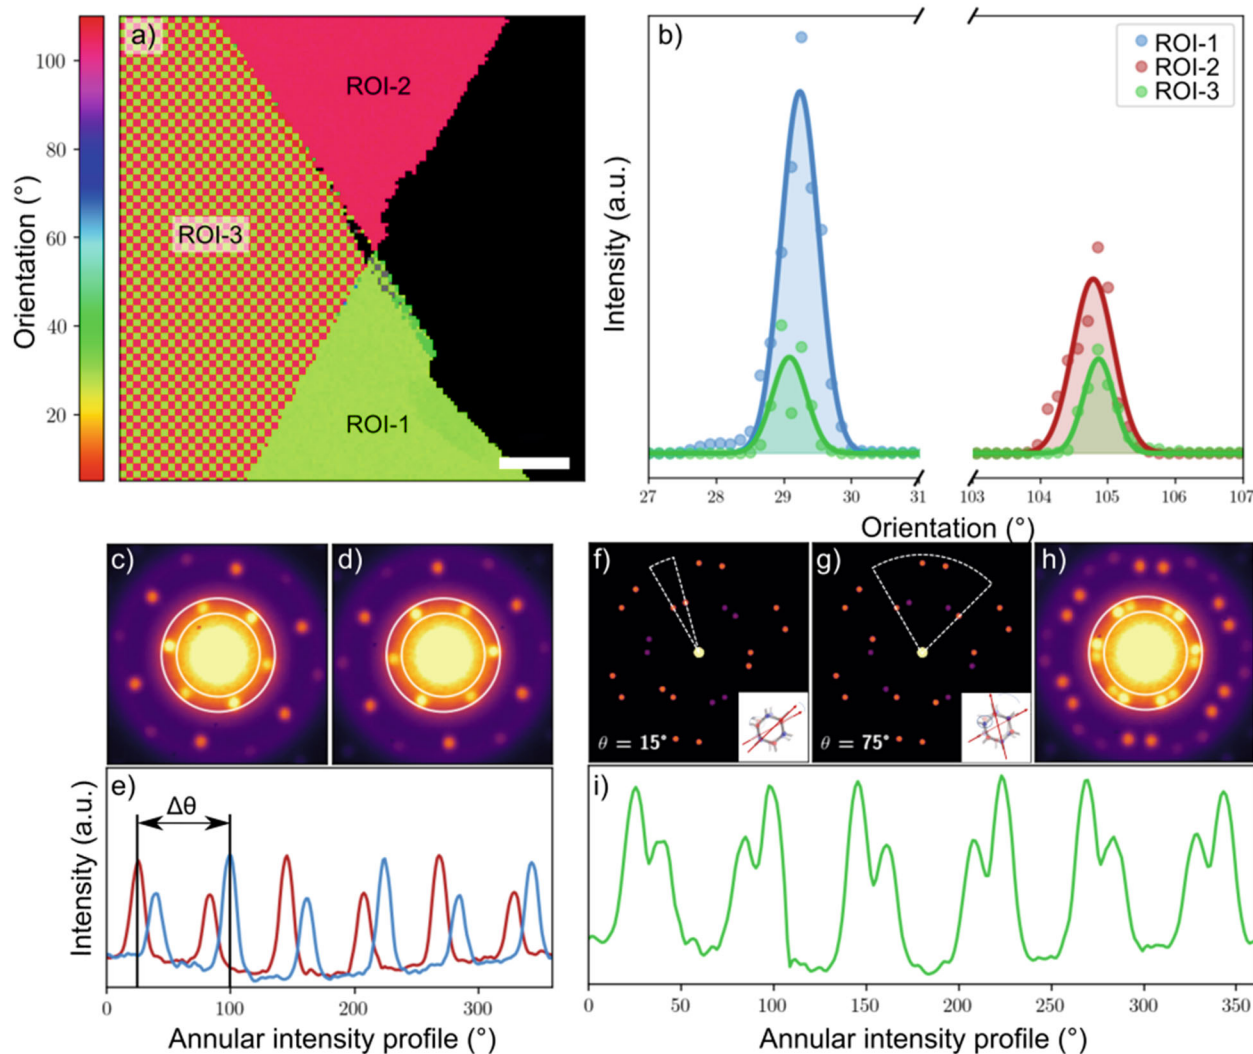 a)
ROI-2
ROI-3
ROI-1
100
80
60
40
20
Orientation (°)
b)
ROI-1
ROI-2
ROI-3
Intensity (a.u.)
27 28 29 30 31 103 104 105 106 107
Orientation (°)
c)
d)
f)
θ = 15°
g)
θ = 75°
h)
e)
Δθ
Intensity (a.u.)
0 100 200 300
Annular intensity profile (°)
i)
0 50 100 150 200 250 300 350
Annular intensity profile (°)